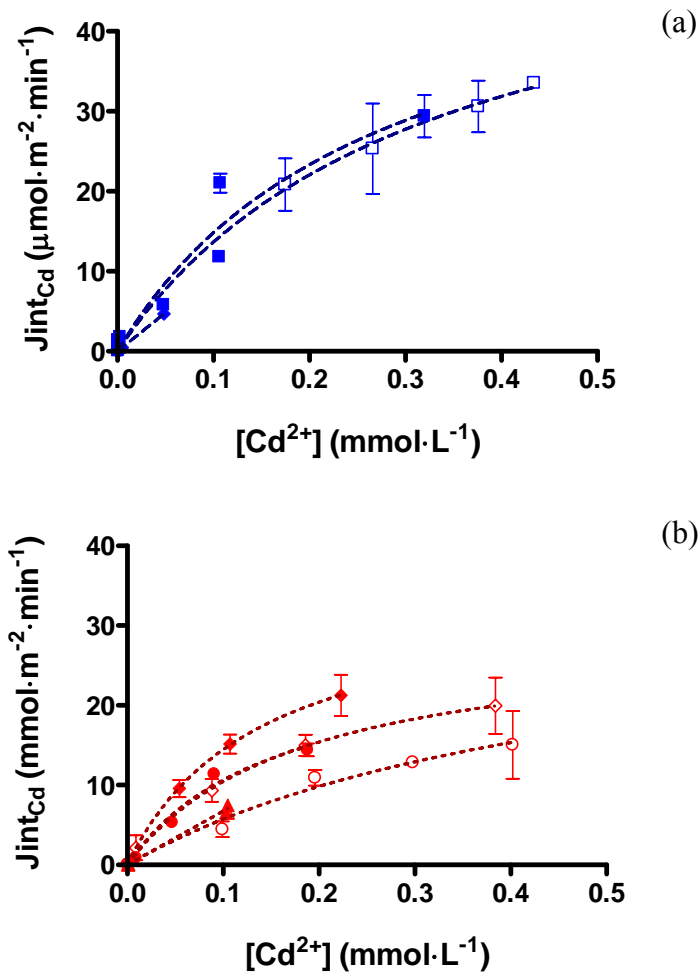 (a)
40
30
20
10
0
0.0 0.1 0.2 0.3 0.4 0.5
Jint_Cd (μmol·m⁻²·min⁻¹)
[Cd²⁺] (mmol·L⁻¹)
(b)
40
30
20
10
0
0.0 0.1 0.2 0.3 0.4 0.5
Jint_Cd (mmol·m⁻²·min⁻¹)
[Cd²⁺] (mmol·L⁻¹)